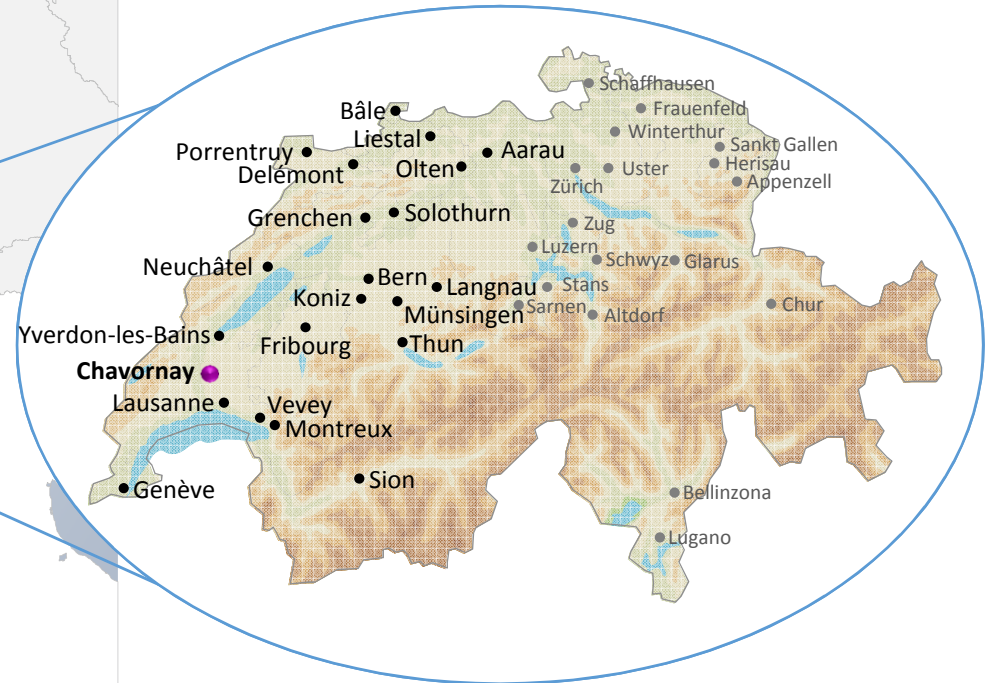 Schaffhausen
Bâle
Frauenfeld
Liestal
Winterthur
Porrentruy
Aarau
Sankt Gallen
Delémont
Olten
Herisau
Uster
Zürich
Appenzell
Grenchen
Solothurn
Zug
Luzern
Neuchâtel
Schwyz
Glarus
Bern
Langnau
Stans
Koniz
Münsingen
Sarnen
Altdorf
Chur
Yverdon-les-Bains
Fribourg
Thun
Chavornay
Lausanne
Vevey
Montreux
Genève
Sion
Bellinzona
Lugano